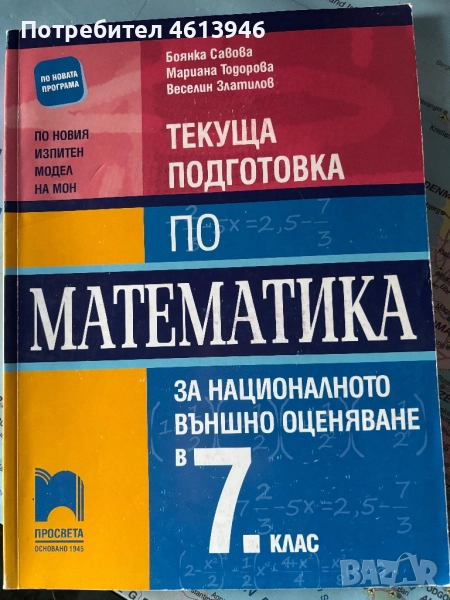 Потребител 4613946
Боянка Савова
Мариана Тодорова
Веселин Златилов
ПО НОВАТА
ПРОГРАМА
ПО НОВИЯ
ИЗПИТЕН
МОДЕЛ
НА МОН
ТЕКУЩА
ПОДГОТОВКА
ПО
МАТЕМАТИКА
ЗА НАЦИОНАЛНОТО
ВЪНШНО ОЦЕНЯВАНЕ
В
7. КЛАС
ПРОСВЕТА
ОСНОВАНО 1945
BAZAR